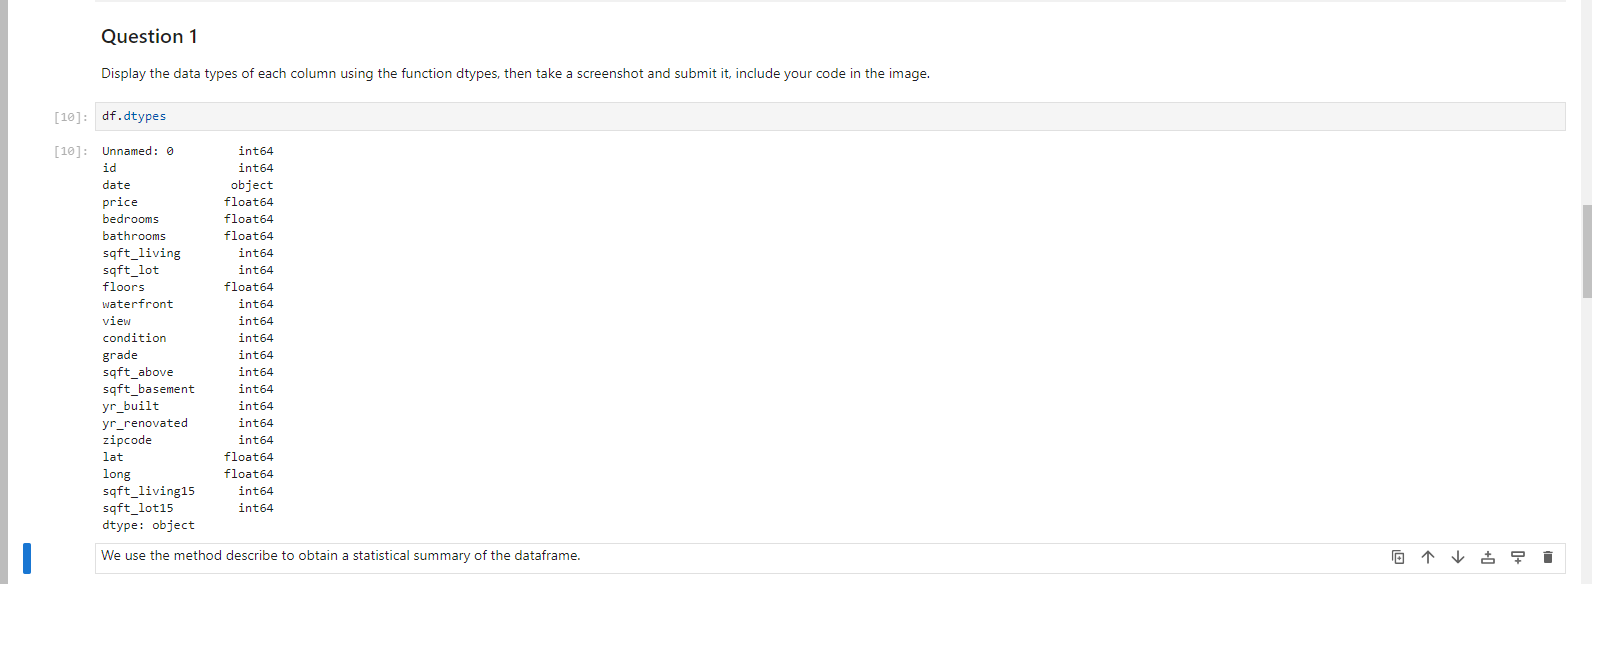 Question 1
Display the data types of each column using the function dtypes, then take a screenshot and submit it, include your code in the image.
[10]: df.dtypes
[10]: Unnamed: 0 int64
id int64
date object
price float64
bedrooms float64
bathrooms float64
sqft_living int64
sqft_lot int64
floors float64
waterfront int64
view int64
condition int64
grade int64
sqft_above int64
sqft_basement int64
yr_built int64
yr_renovated int64
zipcode int64
lat float64
long float64
sqft_living15 int64
sqft_lot15 int64
dtype: object
We use the method describe to obtain a statistical summary of the dataframe.